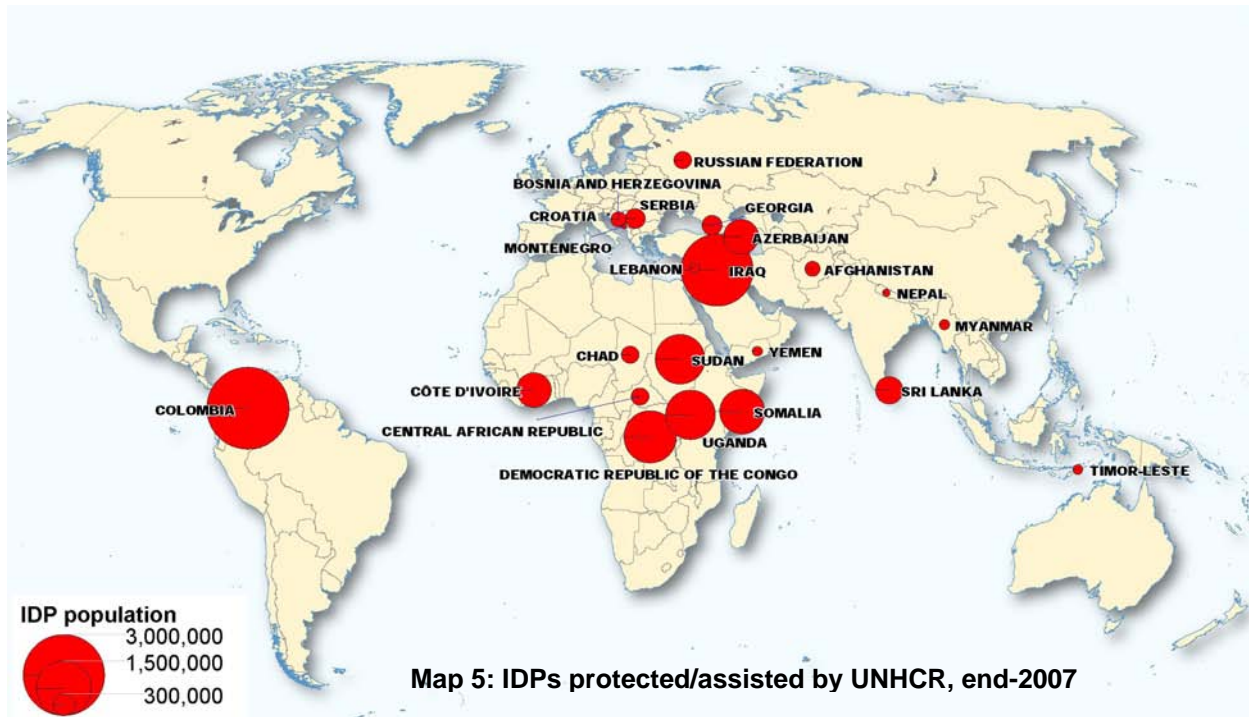 RUSSIAN FEDERATION
BOSNIA AND HERZEGOVINA
SERBIA
CROATIA
GEORGIA
MONTENEGRO
AZERBAIJAN
LEBANON
IRAQ
AFGHANISTAN
NEPAL
MYANMAR
CHAD
SUDAN
YEMEN
CÔTE D'IVOIRE
SRI LANKA
COLOMBIA
SOMALIA
CENTRAL AFRICAN REPUBLIC
UGANDA
DEMOCRATIC REPUBLIC OF THE CONGO
TIMOR-LESTE
IDP population
3,000,000
1,500,000
300,000
Map 5: IDPs protected/assisted by UNHCR, end-2007